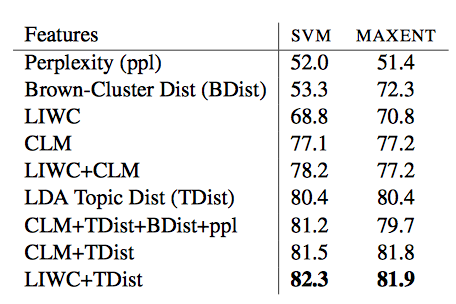 Features SVM MAXENT
Perplexity (ppl) 52.0 51.4
Brown-Cluster Dist (BDist) 53.3 72.3
LIWC 68.8 70.8
CLM 77.1 77.2
LIWC+CLM 78.2 77.2
LDA Topic Dist (TDist) 80.4 80.4
CLM+TDist+BDist+ppl 81.2 79.7
CLM+TDist 81.5 81.8
LIWC+TDist 82.3 81.9